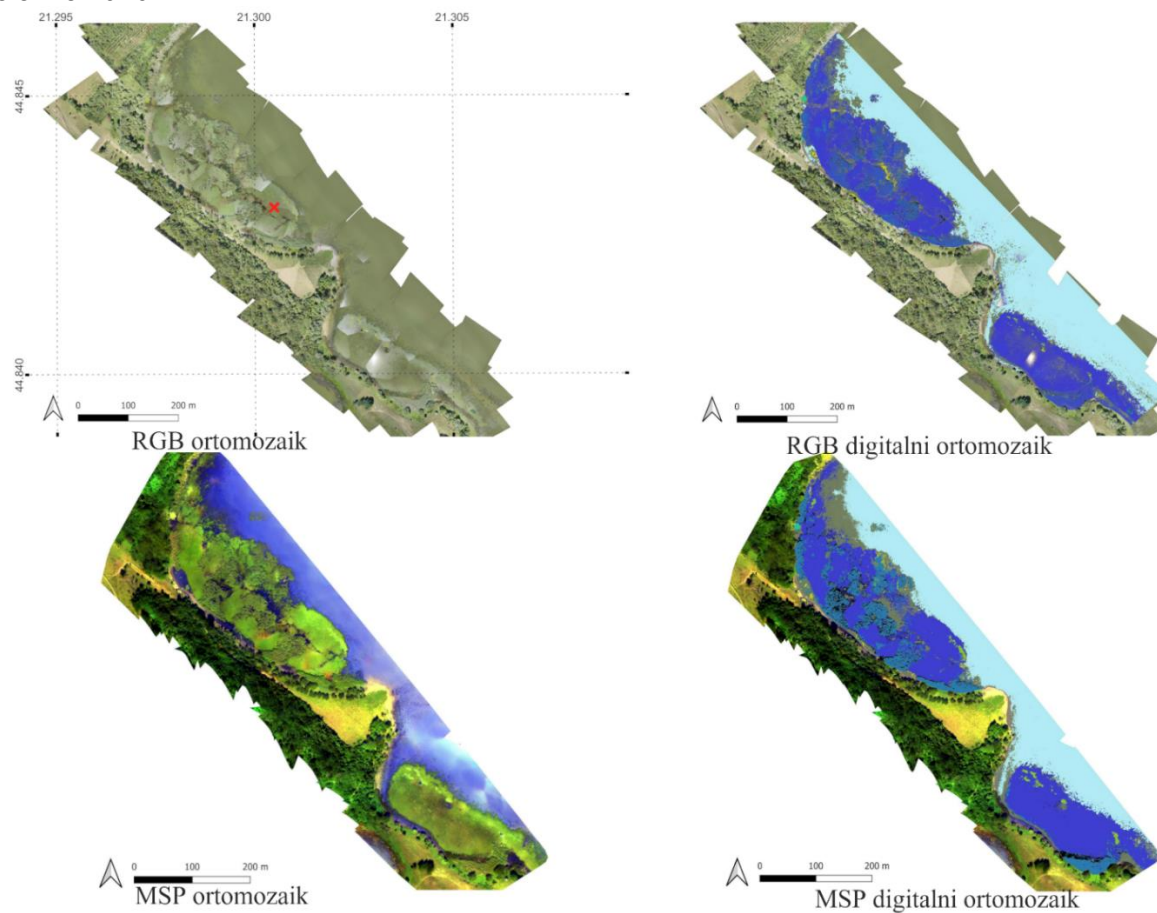 21.295 21.300 21.305
44.845
44.840
0 100 200 m
RGB ortomozaik
0 100 200 m
RGB digitalni ortomozaik
0 100 200 m
MSP ortomozaik
0 100 200 m
MSP digitalni ortomozaik